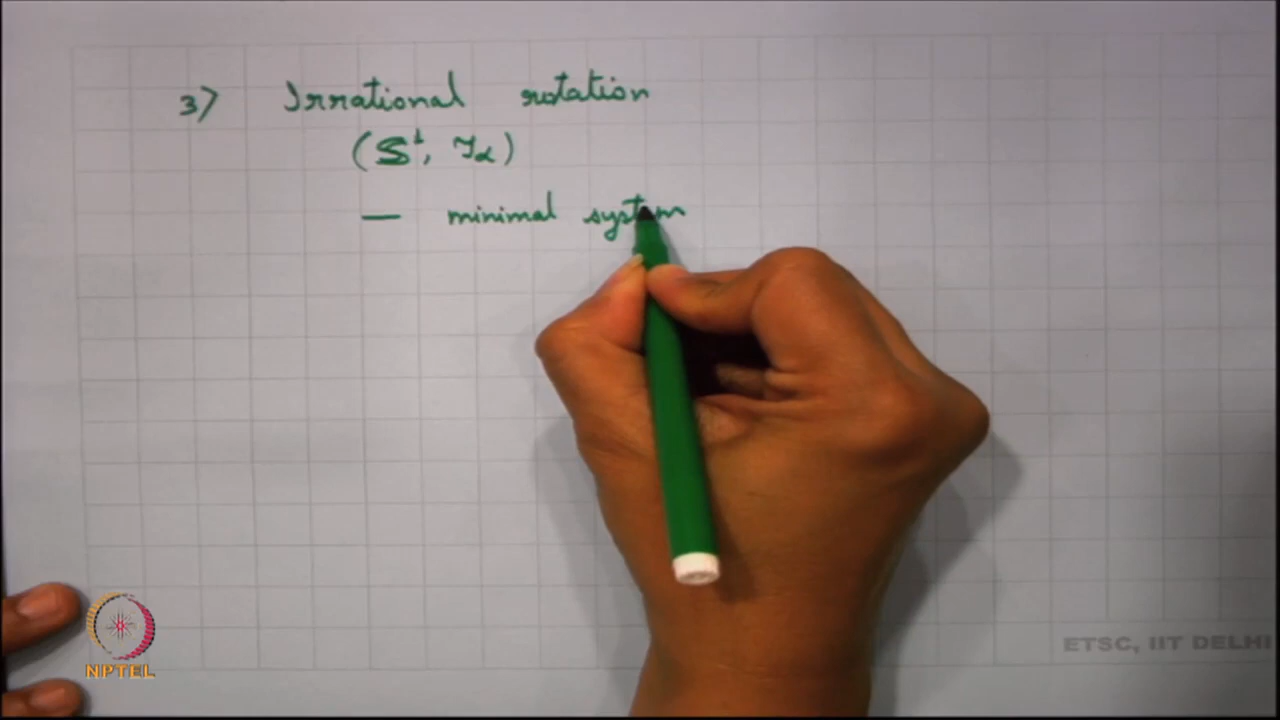 3) Irrational rotation
(𝕊¹, T_α)
— minimal system
NPTEL
ETSC, IIT DELHI